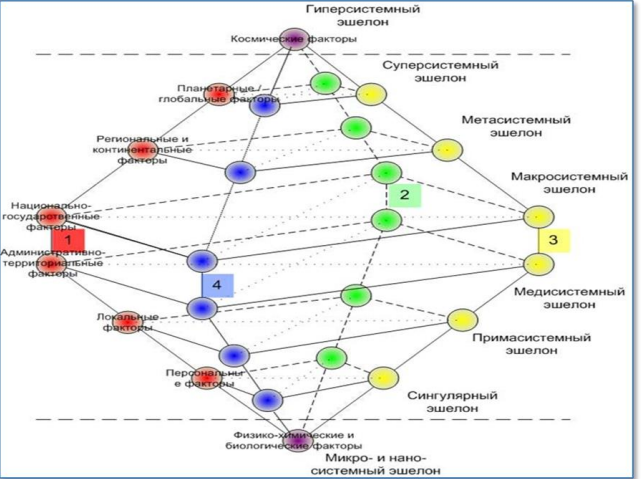 Гиперсистемный
эшелон
Космические факторы
Суперсистемный
эшелон
Планетарные /
глобальные факторы
Метасистемный
эшелон
Региональные и
континентальные
факторы
Макросистемный
эшелон
Национально-
государственные
факторы
2
1
3
Административно-
территориальные
факторы
4
Медисистемный
эшелон
Локальные
факторы
Примасистемный
эшелон
Персональны
е факторы
Сингулярный
эшелон
Физико-химические и
биологические факторы
Микро- и нано-
системный эшелон